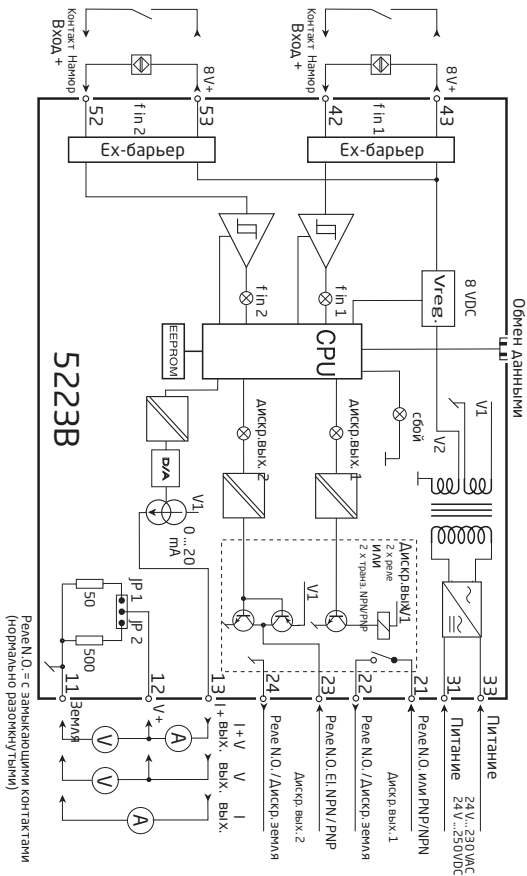 Обмен данными
Контакт Намюр
Вход +
8 V+
43
42
f in 1
Ex-барьер
8 VDC
Vreg.
f in 1
Контакт Намюр
Вход +
8 V+
53
52
f in 2
Ex-барьер
f in 2
CPU
EEPROM
5223B
сбой
V1
V2
дискр.вых. 1
дискр.вых. 2
D/A
V1
0 ... 20
mA
Дискр.вых.
2 x реле
или
2 x транз. NPN/PNP
V1
V1
JP 1
JP 2
50
500
33
31
21
22
23
24
13
12
11
Питание
Питание
24 V...230 VAC
24 V...250 VDC
Реле N.O. или PNP/NPN
Дискр.вых. 1
Реле N.O. / Дискр.земля
Реле N.O. El. NPN / PNP
Дискр.вых. 2
Реле N.O. / Дискр.земля
I+
V+
Земля
I+V
вых.
V
вых.
I
вых.
A
V
V
A
Реле N.O. = с замыкающими контактами
(нормально разомкнутыми)